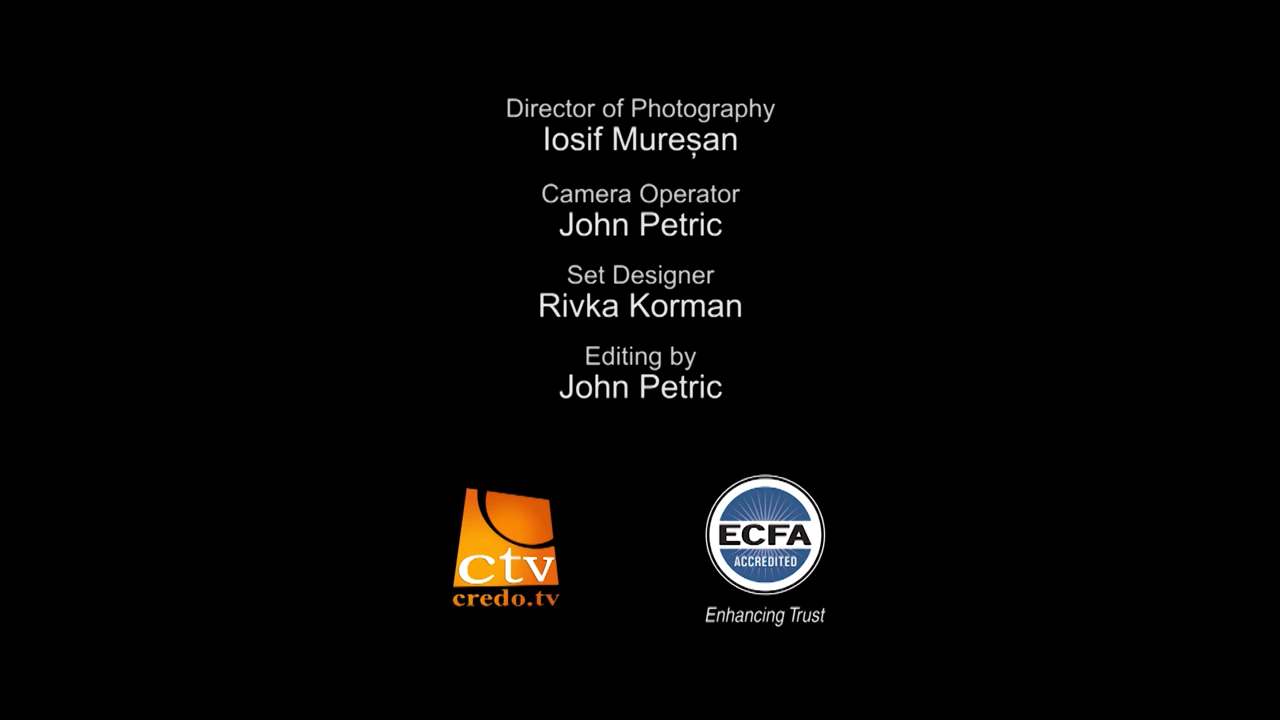 Director of Photography
Iosif Mureșan
Camera Operator
John Petric
Set Designer
Rivka Korman
Editing by
John Petric
ctv
credo.tv
ECFA
ACCREDITED
Enhancing Trust